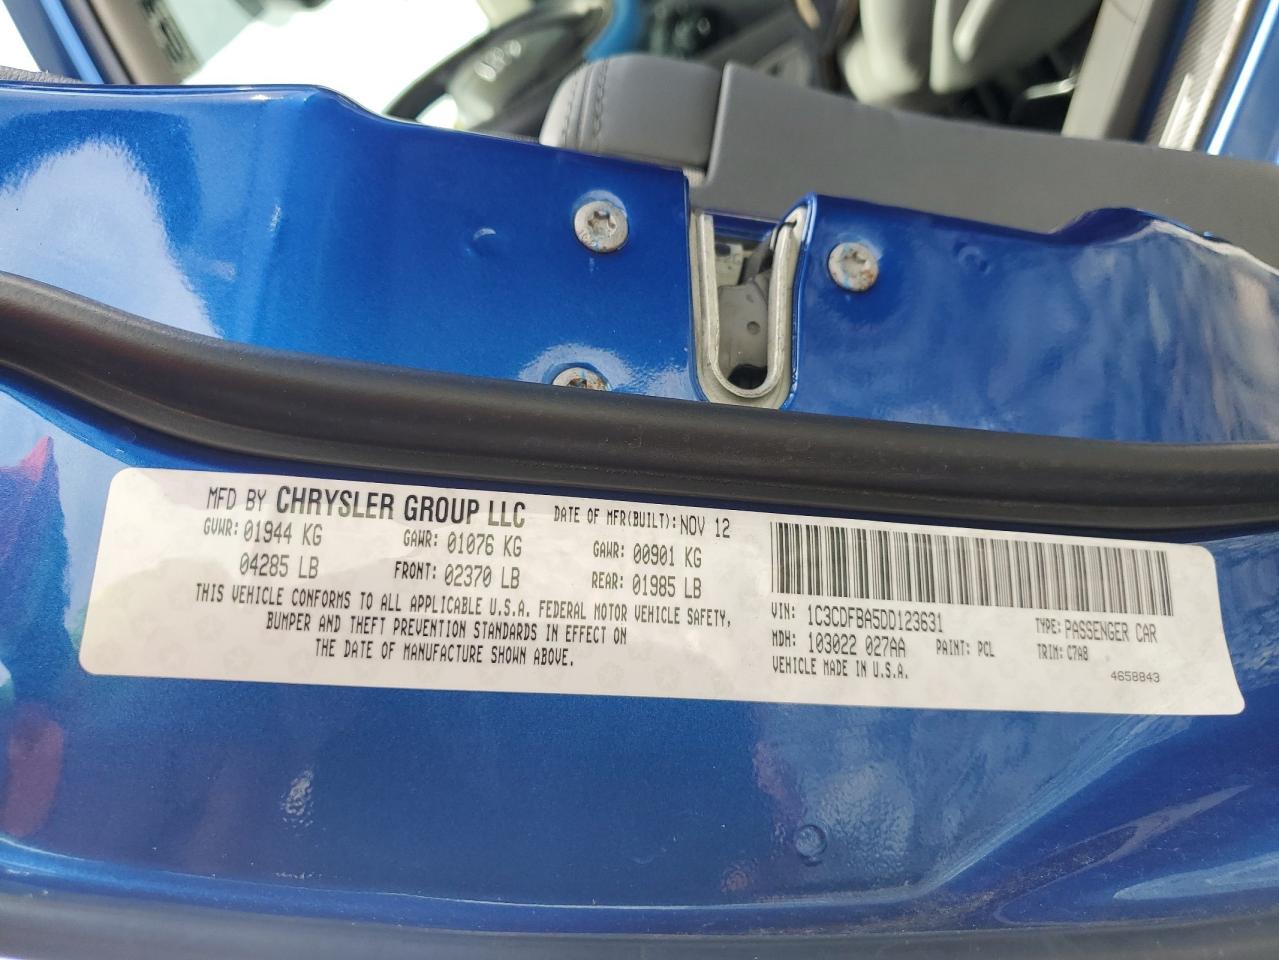 MFD BY CHRYSLER GROUP LLC DATE OF MFR(BUILT): NOV 12
GVWR: 01944 KG GAWR: 01076 KG GAWR: 00901 KG
04285 LB FRONT: 02370 LB REAR: 01985 LB
THIS VEHICLE CONFORMS TO ALL APPLICABLE U.S.A. FEDERAL MOTOR VEHICLE SAFETY,
BUMPER AND THEFT PREVENTION STANDARDS IN EFFECT ON
THE DATE OF MANUFACTURE SHOWN ABOVE.
VIN: 1C3CDFBA5DD123631 TYPE: PASSENGER CAR
MDH: 103022 027AA PAINT: PCL TRIM: C7A8
VEHICLE MADE IN U.S.A. 4658843